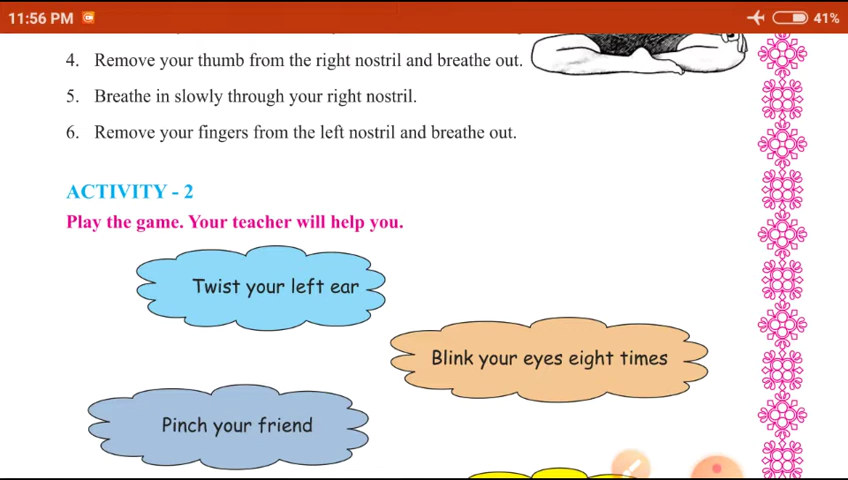 11:56 PM
41%
4. Remove your thumb from the right nostril and breathe out.
5. Breathe in slowly through your right nostril.
6. Remove your fingers from the left nostril and breathe out.
ACTIVITY - 2
Play the game. Your teacher will help you.
Twist your left ear
Blink your eyes eight times
Pinch your friend